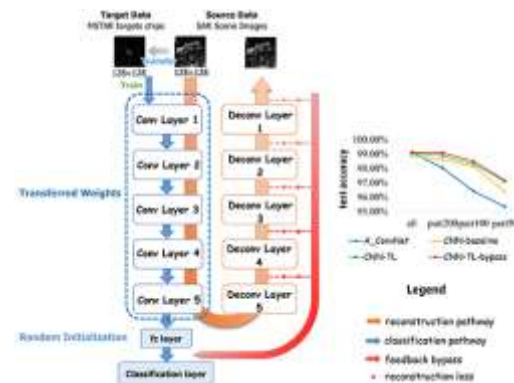 Target Data
MSTAR targets chips
Source Data
SAR Scene Images
128×128
128×128
Transfer
Train
Conv Layer 1
Conv Layer 2
Conv Layer 3
Conv Layer 4
Conv Layer 5
Deconv Layer 1
Deconv Layer 2
Deconv Layer 3
Deconv Layer 4
Deconv Layer 5
Transferred Weights
Random Initialization
fc layer
Classification layer
test accuracy
100.00%
99.00%
98.00%
97.00%
96.00%
95.00%
all
A_ConvNet
CNN-baseline
CNN-TL
CNN-TL-bypass
Legend
reconstruction pathway
classification pathway
feedback bypass
reconstruction loss